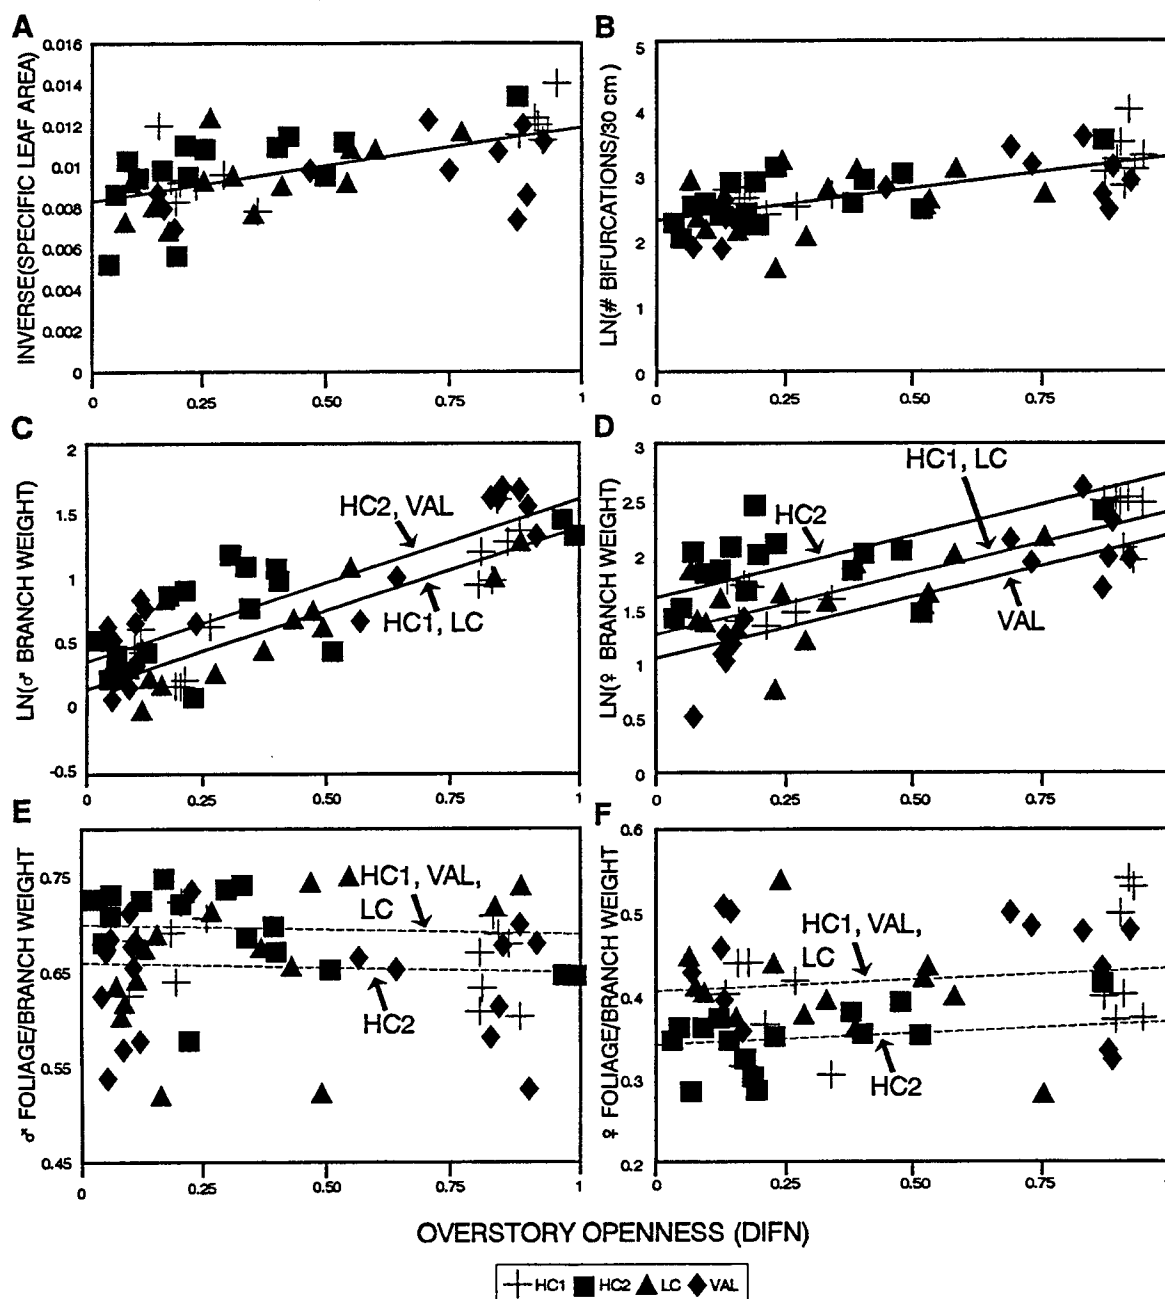 A
INVERSE(SPECIFIC LEAF AREA)
0.016
0.014
0.012
0.01
0.008
0.006
0.004
0.002
0
0
0.25
0.50
0.75
1
B
LN(# BIFURCATIONS/30 cm)
5
4
3
2
1
0
0
0.25
0.50
0.75
C
LN(♂ BRANCH WEIGHT)
2
1.5
1
0.5
0
-0.5
HC2, VAL
HC1, LC
0
0.25
0.50
0.75
1
D
LN(♀ BRANCH WEIGHT)
3
2.5
2
1.5
1
0.5
0
HC1, LC
HC2
VAL
0
0.25
0.50
0.75
E
♂ FOLIAGE/BRANCH WEIGHT
0.75
0.65
0.55
0.45
HC1, VAL,
LC
HC2
0
0.25
0.50
0.75
1
F
♀ FOLIAGE/BRANCH WEIGHT
0.6
0.5
0.4
0.3
0.2
HC1, VAL,
LC
HC2
0
0.25
0.50
0.75
OVERSTORY OPENNESS (DIFN)
HC1 HC2 LC VAL